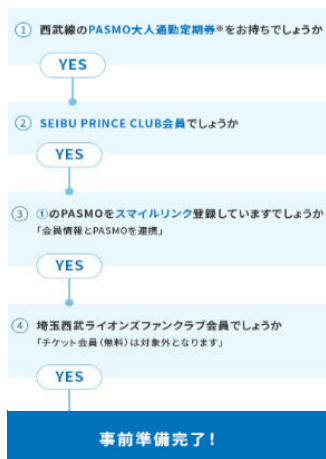 ① 西武線のPASMO大人通勤定期券※をお持ちでしょうか
YES
② SEIBU PRINCE CLUB会員でしょうか
YES
③ ①のPASMOをスマイルリンク登録していますでしょうか
「会員情報とPASMOを連携」
YES
④ 埼玉西武ライオンズファンクラブ会員でしょうか
「チケット会員(無料)は対象外となります」
YES
事前準備完了!